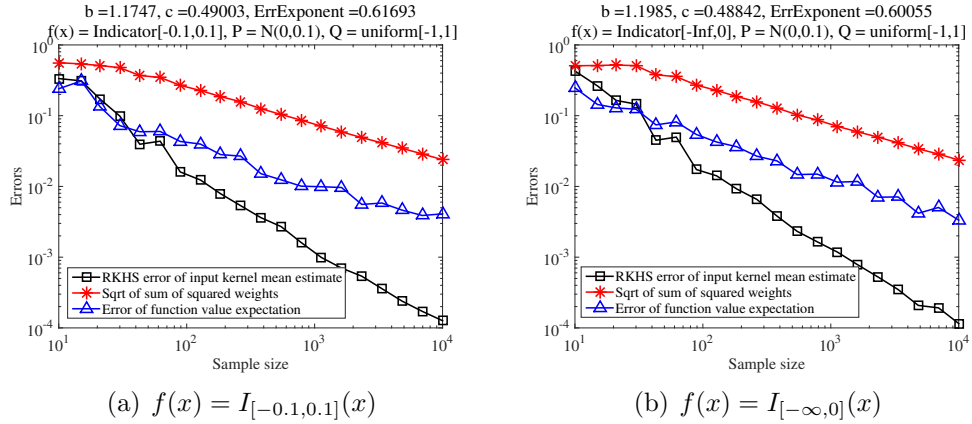 b =1.1747, c =0.49003, ErrExponent =0.61693
f(x) = Indicator[-0.1,0.1], P = N(0,0.1), Q = uniform[-1,1]
10^0
10^-1
10^-2
10^-3
10^-4
Errors
RKHS error of input kernel mean estimate
Sqrt of sum of squared weights
Error of function value expectation
10^1
10^2
10^3
10^4
Sample size
(a) f(x) = I_{[−0.1,0.1]}(x)
b =1.1985, c =0.48842, ErrExponent =0.60055
f(x) = Indicator[-Inf,0], P = N(0,0.1), Q = uniform[-1,1]
10^0
10^-1
10^-2
10^-3
10^-4
Errors
RKHS error of input kernel mean estimate
Sqrt of sum of squared weights
Error of function value expectation
10^1
10^2
10^3
10^4
Sample size
(b) f(x) = I_{[−∞,0]}(x)